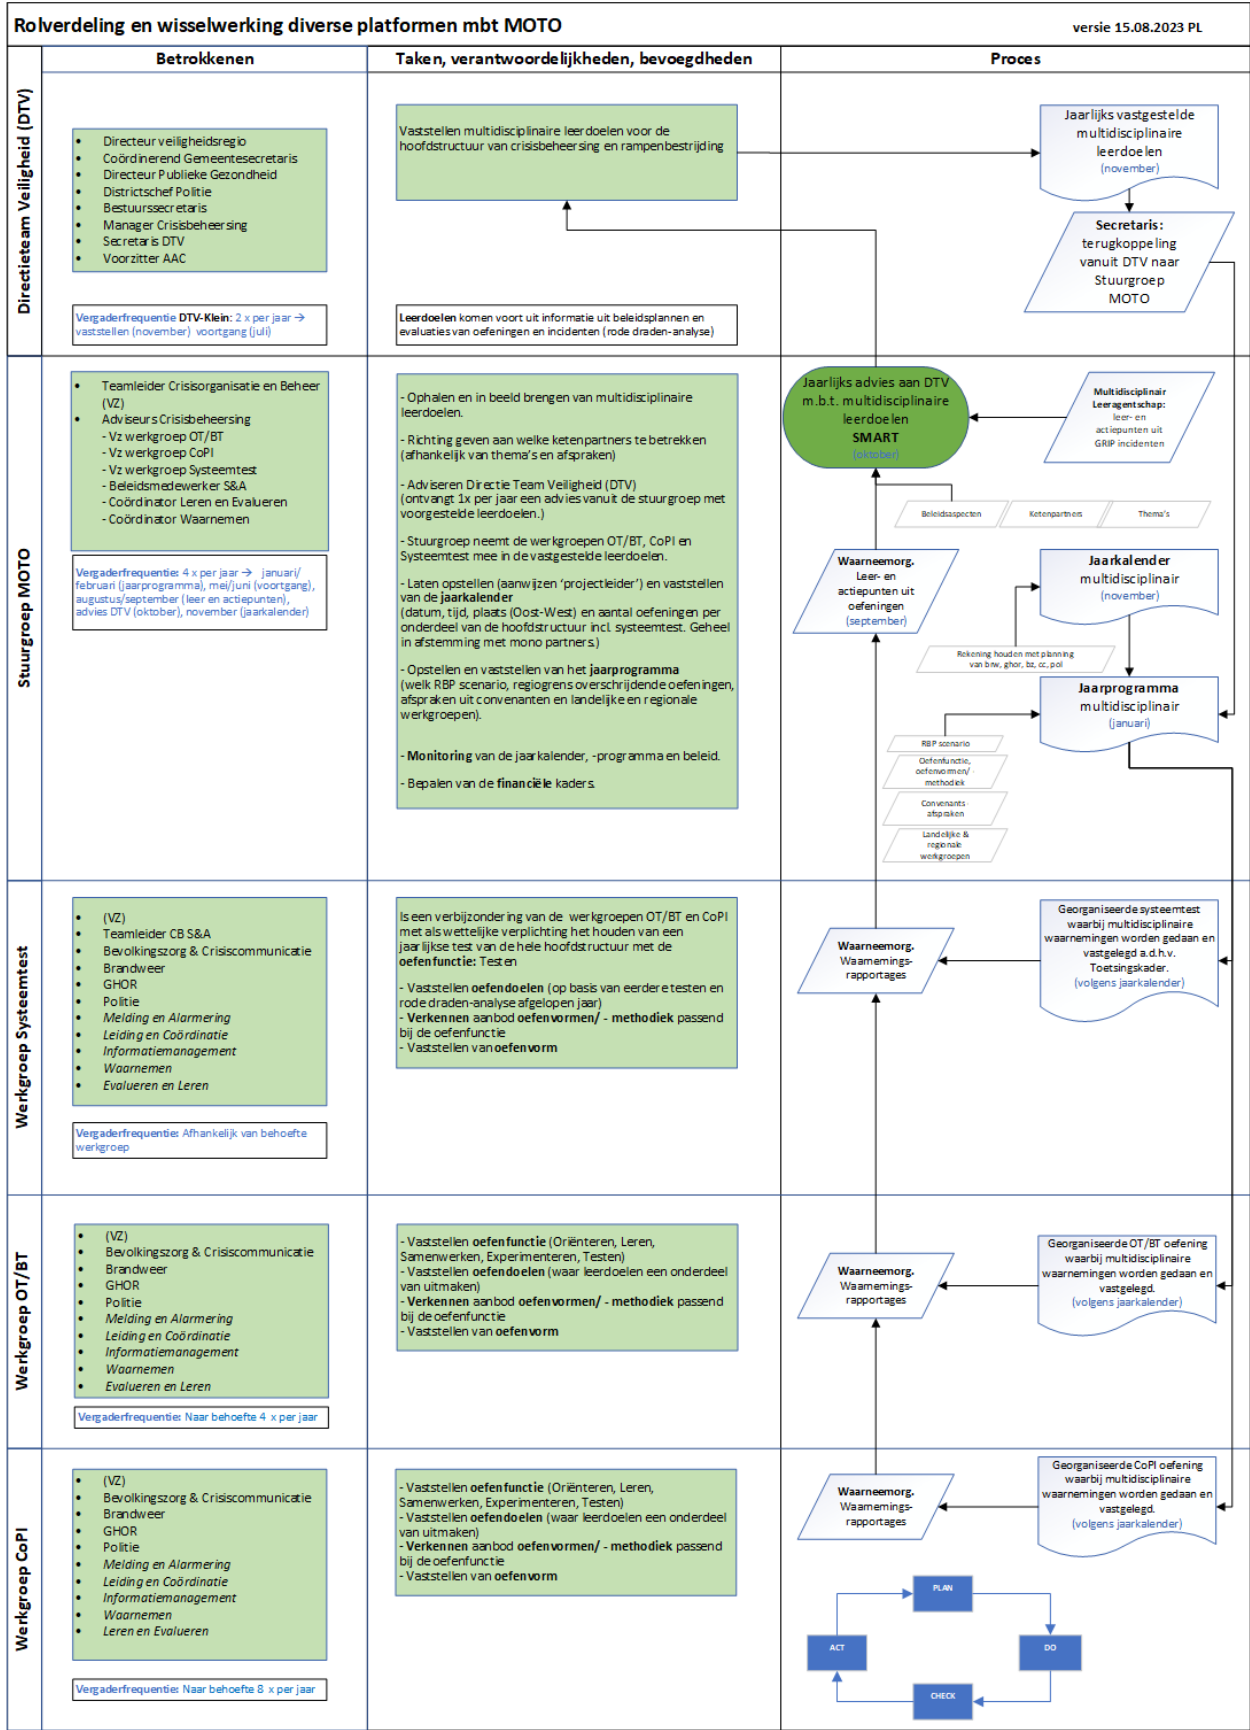 Rolverdeling en wisselwerking diverse platformen mbt MOTO
versie 15.08.2023 PL
Betrokkenen
Taken, verantwoordelijkheden, bevoegdheden
Proces
Directieteam Veiligheid (DTV)
• Directeur veiligheidsregio
• Coördinerend Gemeentesecretaris
• Directeur Publieke Gezondheid
• Districtschef Politie
• Bestuurssecretaris
• Manager Crisisbeheersing
• Secretaris DTV
• Voorzitter AAC
Vergaderfrequentie DTV-Klein: 2 x per jaar →
vaststellen (november) voortgang (juli)
Vaststellen multidisciplinaire leerdoelen voor de
hoofdstructuur van crisisbeheersing en rampenbestrijding
Leerdoelen komen voort uit informatie uit beleidsplannen en
evaluaties van oefeningen en incidenten (rode draden-analyse)
Jaarlijks vastgestelde
multidisciplinaire
leerdoelen
(november)
Secretaris:
terugkoppeling
vanuit DTV naar
Stuurgroep
MOTO
Stuurgroep MOTO
• Teamleider Crisisorganisatie en Beheer
(VZ)
• Adviseurs Crisisbeheersing
- Vz werkgroep OT/BT
- Vz werkgroep CoPI
- Vz werkgroep Systeemtest
- Beleidsmedewerker S&A
- Coördinator Leren en Evalueren
- Coördinator Waarnemen
Vergaderfrequentie: 4 x per jaar → januari/
februari (jaarprogramma), mei/juni (voortgang),
augustus/september (leer en actiepunten),
advies DTV (oktober), november (jaarkalender)
- Ophalen en in beeld brengen van multidisciplinaire
leerdoelen.
- Richting geven aan welke ketenpartners te betrekken
(afhankelijk van thema's en afspraken)
- Adviseren Directie Team Veiligheid (DTV)
(ontvangt 1x per jaar een advies vanuit de stuurgroep met
voorgestelde leerdoelen.)
- Stuurgroep neemt de werkgroepen OT/BT, CoPI en
Systeemtest mee in de vastgestelde leerdoelen.
- Laten opstellen (aanwijzen 'projectleider') en vaststellen
van de jaarkalender
(datum, tijd, plaats (Oost-West) en aantal oefeningen per
onderdeel van de hoofdstructuur incl. systeemtest. Geheel
in afstemming met mono partners.)
- Opstellen en vaststellen van het jaarprogramma
(welk RBP scenario, regiogrens overschrijdende oefeningen,
afspraken uit convenanten en landelijke en regionale
werkgroepen).
- Monitoring van de jaarkalender, -programma en beleid.
- Bepalen van de financiële kaders.
Jaarlijks advies aan DTV
m.b.t. multidisciplinaire
leerdoelen
SMART
(oktober)
Multidisciplinair
Leeragentschap:
leer- en
actiepunten uit
GRIP incidenten
Beleidsaspecten
Ketenpartners
Thema's
Waarneemorg.
Leer- en
actiepunten uit
oefeningen
(september)
Jaarkalender
multidisciplinair
(november)
Rekening houden met planning
van brw, ghor, bz, cc, pol
Jaarprogramma
multidisciplinair
(januari)
RBP scenario
Oefenfunctie,
oefenvormen/ -
methodiek
Convenants
afspraken
Landelijke &
regionale
werkgroepen
Werkgroep Systeemtest
• (VZ)
• Teamleider CB S&A
• Bevolkingszorg & Crisiscommunicatie
• Brandweer
• GHOR
• Politie
• Melding en Alarmering
• Leiding en Coördinatie
• Informatiemanagement
• Waarnemen
• Evalueren en Leren
Vergaderfrequentie: Afhankelijk van behoefte
werkgroep
Is een verbijzondering van de werkgroepen OT/BT en CoPI
met als wettelijke verplichting het houden van een
jaarlijkse test van de hele hoofdstructuur met de
oefenfunctie: Testen
- Vaststellen oefendoelen (op basis van eerdere testen en
rode draden-analyse afgelopen jaar)
- Verkennen aanbod oefenvormen/ - methodiek passend
bij de oefenfunctie
- Vaststellen van oefenvorm
Waarneemorg.
Waarnemings-
rapportages
Georganiseerde systeemtest
waarbij multidisciplinaire
waarnemingen worden gedaan en
vastgelegd a.d.h.v.
Toetsingskader.
(volgens jaarkalender)
Werkgroep OT/BT
• (VZ)
• Bevolkingzorg & Crisiscommunicatie
• Brandweer
• GHOR
• Politie
• Melding en Alarmering
• Leiding en Coördinatie
• Informatiemanagement
• Waarnemen
• Evalueren en Leren
Vergaderfrequentie: Naar behoefte 4 x per jaar
- Vaststellen oefenfunctie (Oriënteren, Leren,
Samenwerken, Experimenteren, Testen)
- Vaststellen oefendoelen (waar leerdoelen een onderdeel
van uitmaken)
- Verkennen aanbod oefenvormen/ - methodiek passend
bij de oefenfunctie
- Vaststellen van oefenvorm
Waarneemorg.
Waarnemings-
rapportages
Georganiseerde OT/BT oefening
waarbij multidisciplinaire
waarnemingen worden gedaan en
vastgelegd.
(volgens jaarkalender)
Werkgroep CoPI
• (VZ)
• Bevolkingszorg & Crisiscommunicatie
• Brandweer
• GHOR
• Politie
• Melding en Alarmering
• Leiding en Coördinatie
• Informatiemanagement
• Waarnemen
• Leren en Evalueren
Vergaderfrequentie: Naar behoefte 8 x per jaar
- Vaststellen oefenfunctie (Oriënteren, Leren,
Samenwerken, Experimenteren, Testen)
- Vaststellen oefendoelen (waar leerdoelen een onderdeel
van uitmaken)
- Verkennen aanbod oefenvormen/ - methodiek passend
bij de oefenfunctie
- Vaststellen van oefenvorm
Waarneemorg.
Waarnemings-
rapportages
Georganiseerde CoPI oefening
waarbij multidisciplinaire
waarnemingen worden gedaan en
vastgelegd.
(volgens jaarkalender)
PLAN
ACT
DO
CHECK